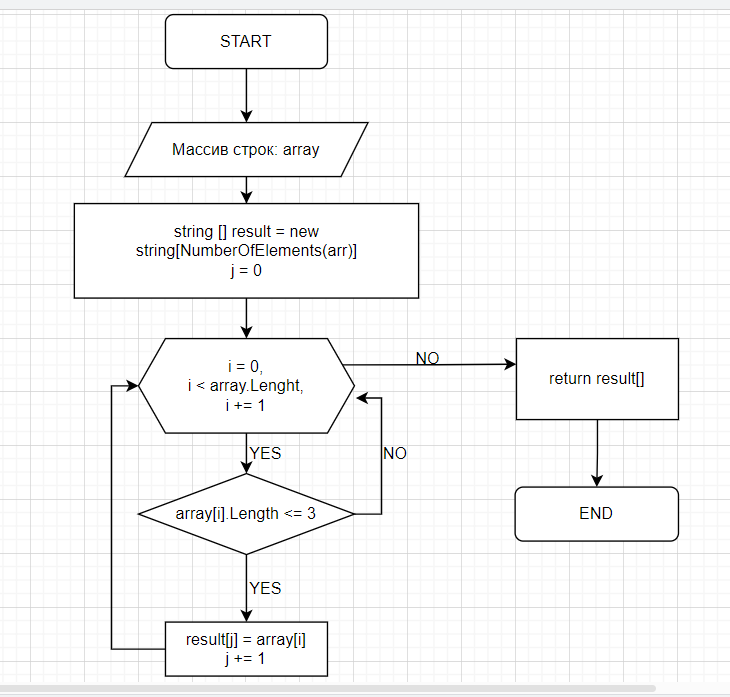 START
Массив строк: array
string [] result = new
string[NumberOfElements(arr)]
j = 0
i = 0,
i < array.Lenght,
i += 1
NO
return result[]
YES
NO
array[i].Length <= 3
END
YES
result[j] = array[i]
j += 1